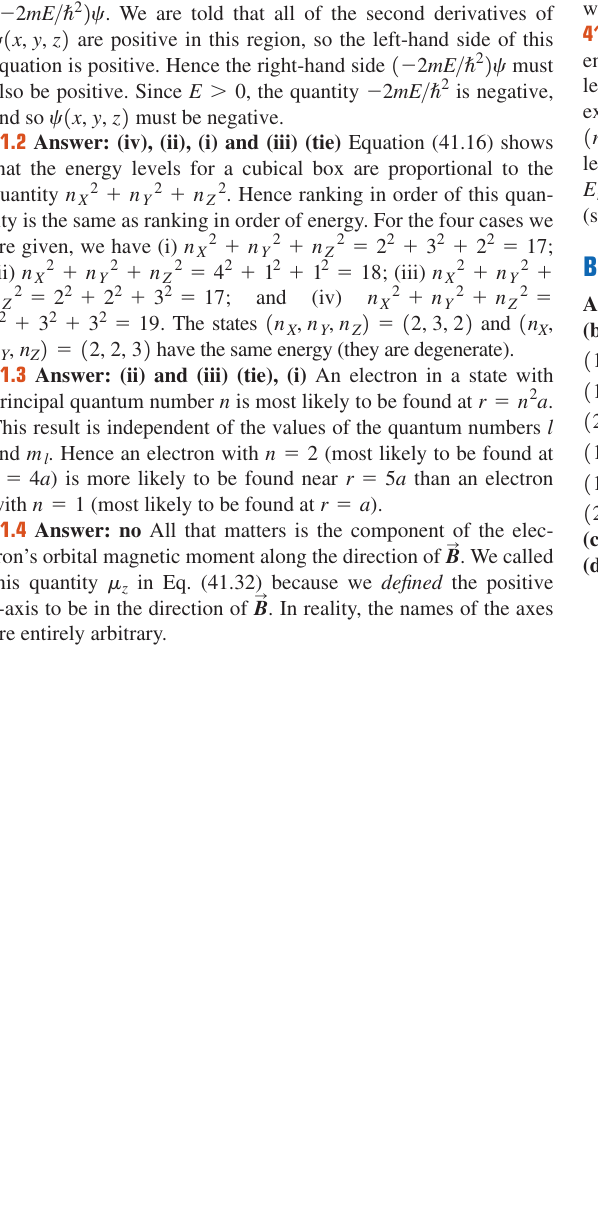 −2mE/ħ²)ψ. We are told that all of the second derivatives of
(x, y, z) are positive in this region, so the left-hand side of this
quation is positive. Hence the right-hand side (−2mE/ħ²)ψ must
lso be positive. Since E > 0, the quantity −2mE/ħ² is negative,
nd so ψ(x, y, z) must be negative.
1.2 Answer: (iv), (ii), (i) and (iii) (tie) Equation (41.16) shows
hat the energy levels for a cubical box are proportional to the
uantity n_X² + n_Y² + n_Z². Hence ranking in order of this quan-
ity is the same as ranking in order of energy. For the four cases we
re given, we have (i) n_X² + n_Y² + n_Z² = 2² + 3² + 2² = 17;
ii) n_X² + n_Y² + n_Z² = 4² + 1² + 1² = 18; (iii) n_X² + n_Y² +
_Z² = 2² + 2² + 3² = 17; and (iv) n_X² + n_Y² + n_Z² =
² + 3² + 3² = 19. The states (n_X, n_Y, n_Z) = (2, 3, 2) and (n_X,
_Y, n_Z) = (2, 2, 3) have the same energy (they are degenerate).
1.3 Answer: (ii) and (iii) (tie), (i) An electron in a state with
rincipal quantum number n is most likely to be found at r = n²a.
This result is independent of the values of the quantum numbers l
nd m_l. Hence an electron with n = 2 (most likely to be found at
= 4a) is more likely to be found near r = 5a than an electron
with n = 1 (most likely to be found at r = a).
1.4 Answer: no All that matters is the component of the elec-
ron's orbital magnetic moment along the direction of B⃗. We called
his quantity μ_z in Eq. (41.32) because we defined the positive
-axis to be in the direction of B⃗. In reality, the names of the axes
re entirely arbitrary.
w
41
en
le
ex
(n
le
E
(s
B
A
(b
(1
(1
(2
(1
(1
(2
(c
(d